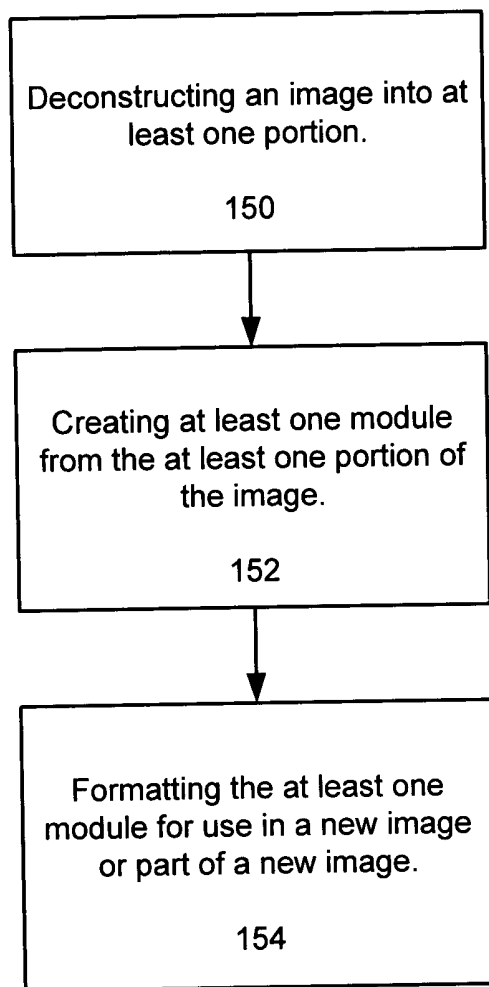 Deconstructing an image into at
least one portion.
150
Creating at least one module
from the at least one portion of
the image.
152
Formatting the at least one
module for use in a new image
or part of a new image.
154